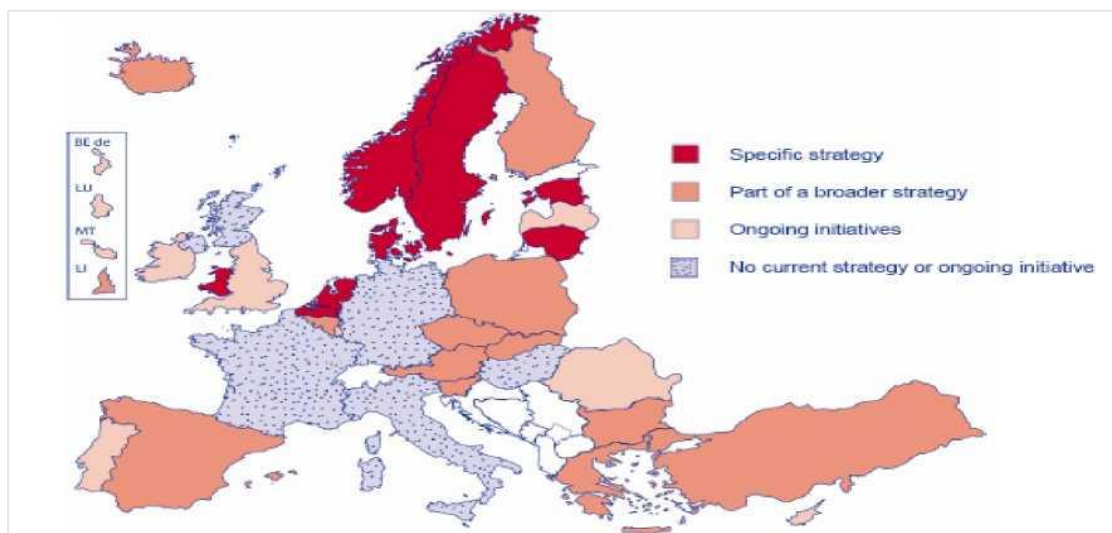 BE de
LU
MT
LI
Specific strategy
Part of a broader strategy
Ongoing initiatives
No current strategy or ongoing initiative